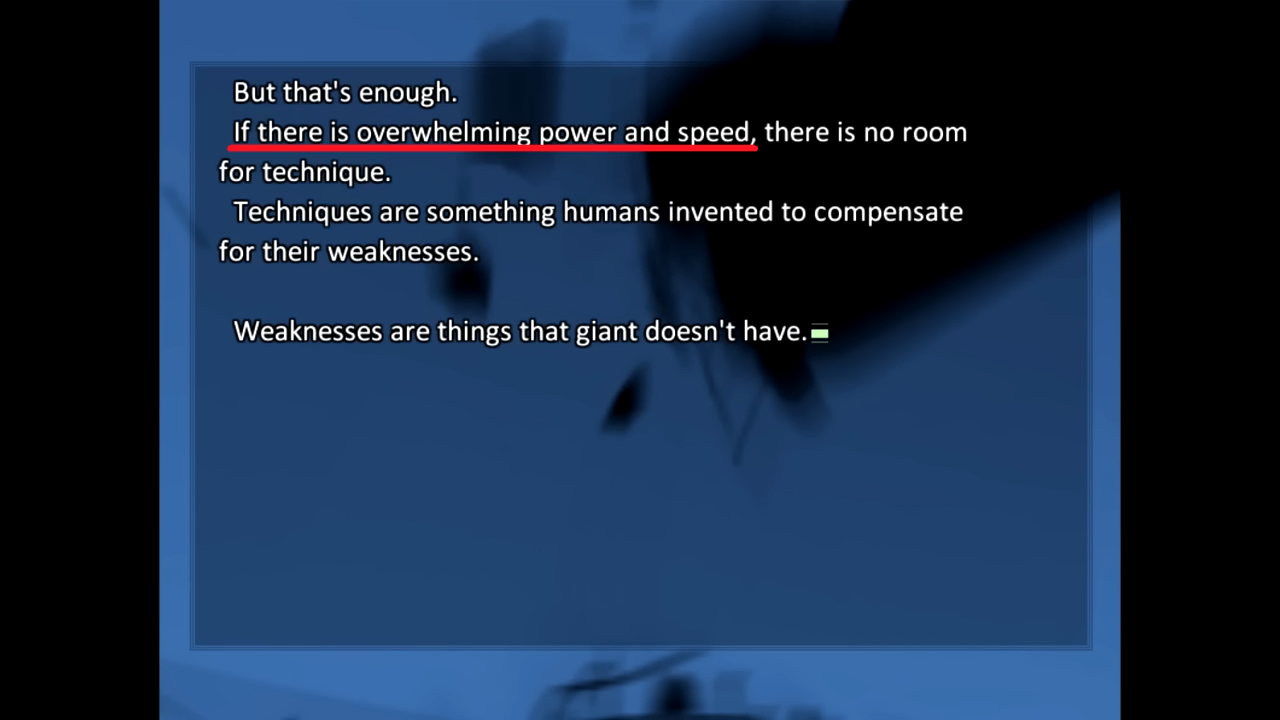 But that's enough.
If there is overwhelming power and speed, there is no room
for technique.
Techniques are something humans invented to compensate
for their weaknesses.
Weaknesses are things that giant doesn't have.